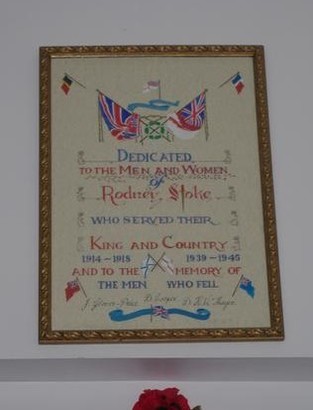 DEDICATED
TO THE MEN AND WOMEN
OF
Rodney Stoke
WHO SERVED THEIR
KING AND COUNTRY
1914 - 1918 1939 - 1945
AND TO THE MEMORY OF
THE MEN WHO FELL